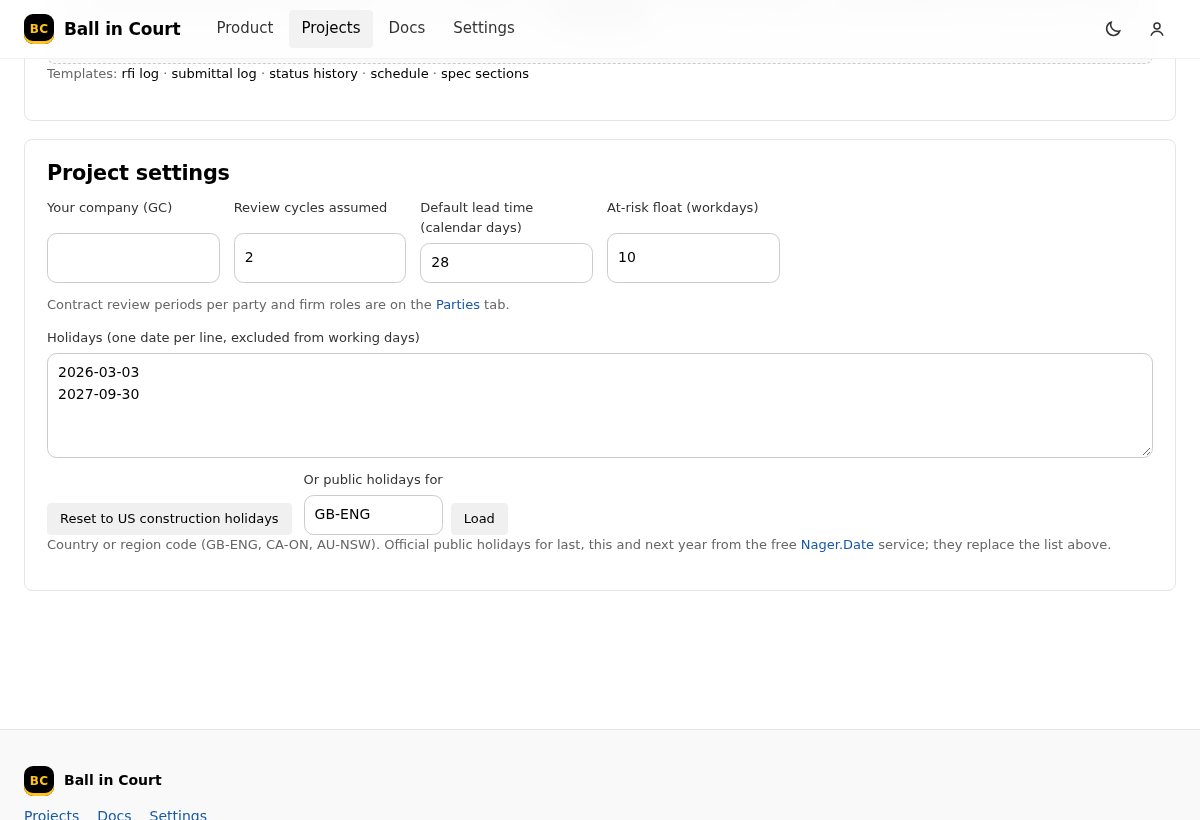 BC Ball in Court Product Projects Docs Settings
Templates: rfi log · submittal log · status history · schedule · spec sections
Project settings
Your company (GC)
Review cycles assumed
2
Default lead time
(calendar days)
28
At-risk float (workdays)
10
Contract review periods per party and firm roles are on the Parties tab.
Holidays (one date per line, excluded from working days)
2026-03-03
2027-09-30
Reset to US construction holidays
Or public holidays for
GB-ENG
Load
Country or region code (GB-ENG, CA-ON, AU-NSW). Official public holidays for last, this and next year from the free Nager.Date service; they replace the list above.
BC Ball in Court
Projects Docs Settings